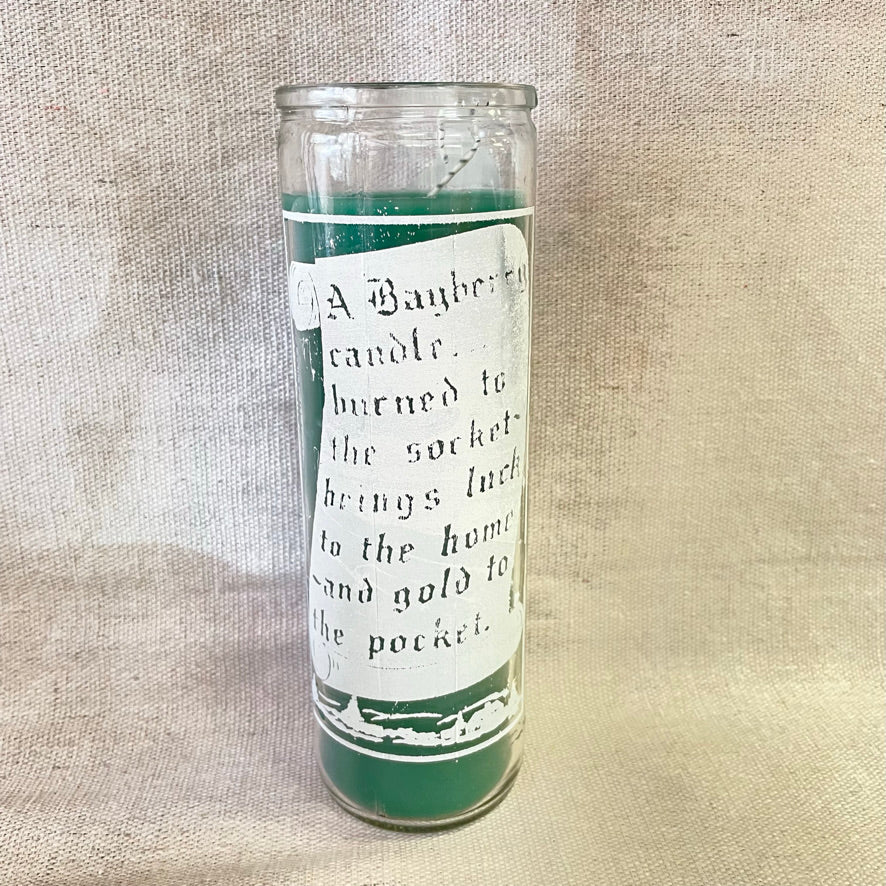 A Bayberry
candle...
burned to
the socket-
brings luck
to the home
-and gold to
the pocket.